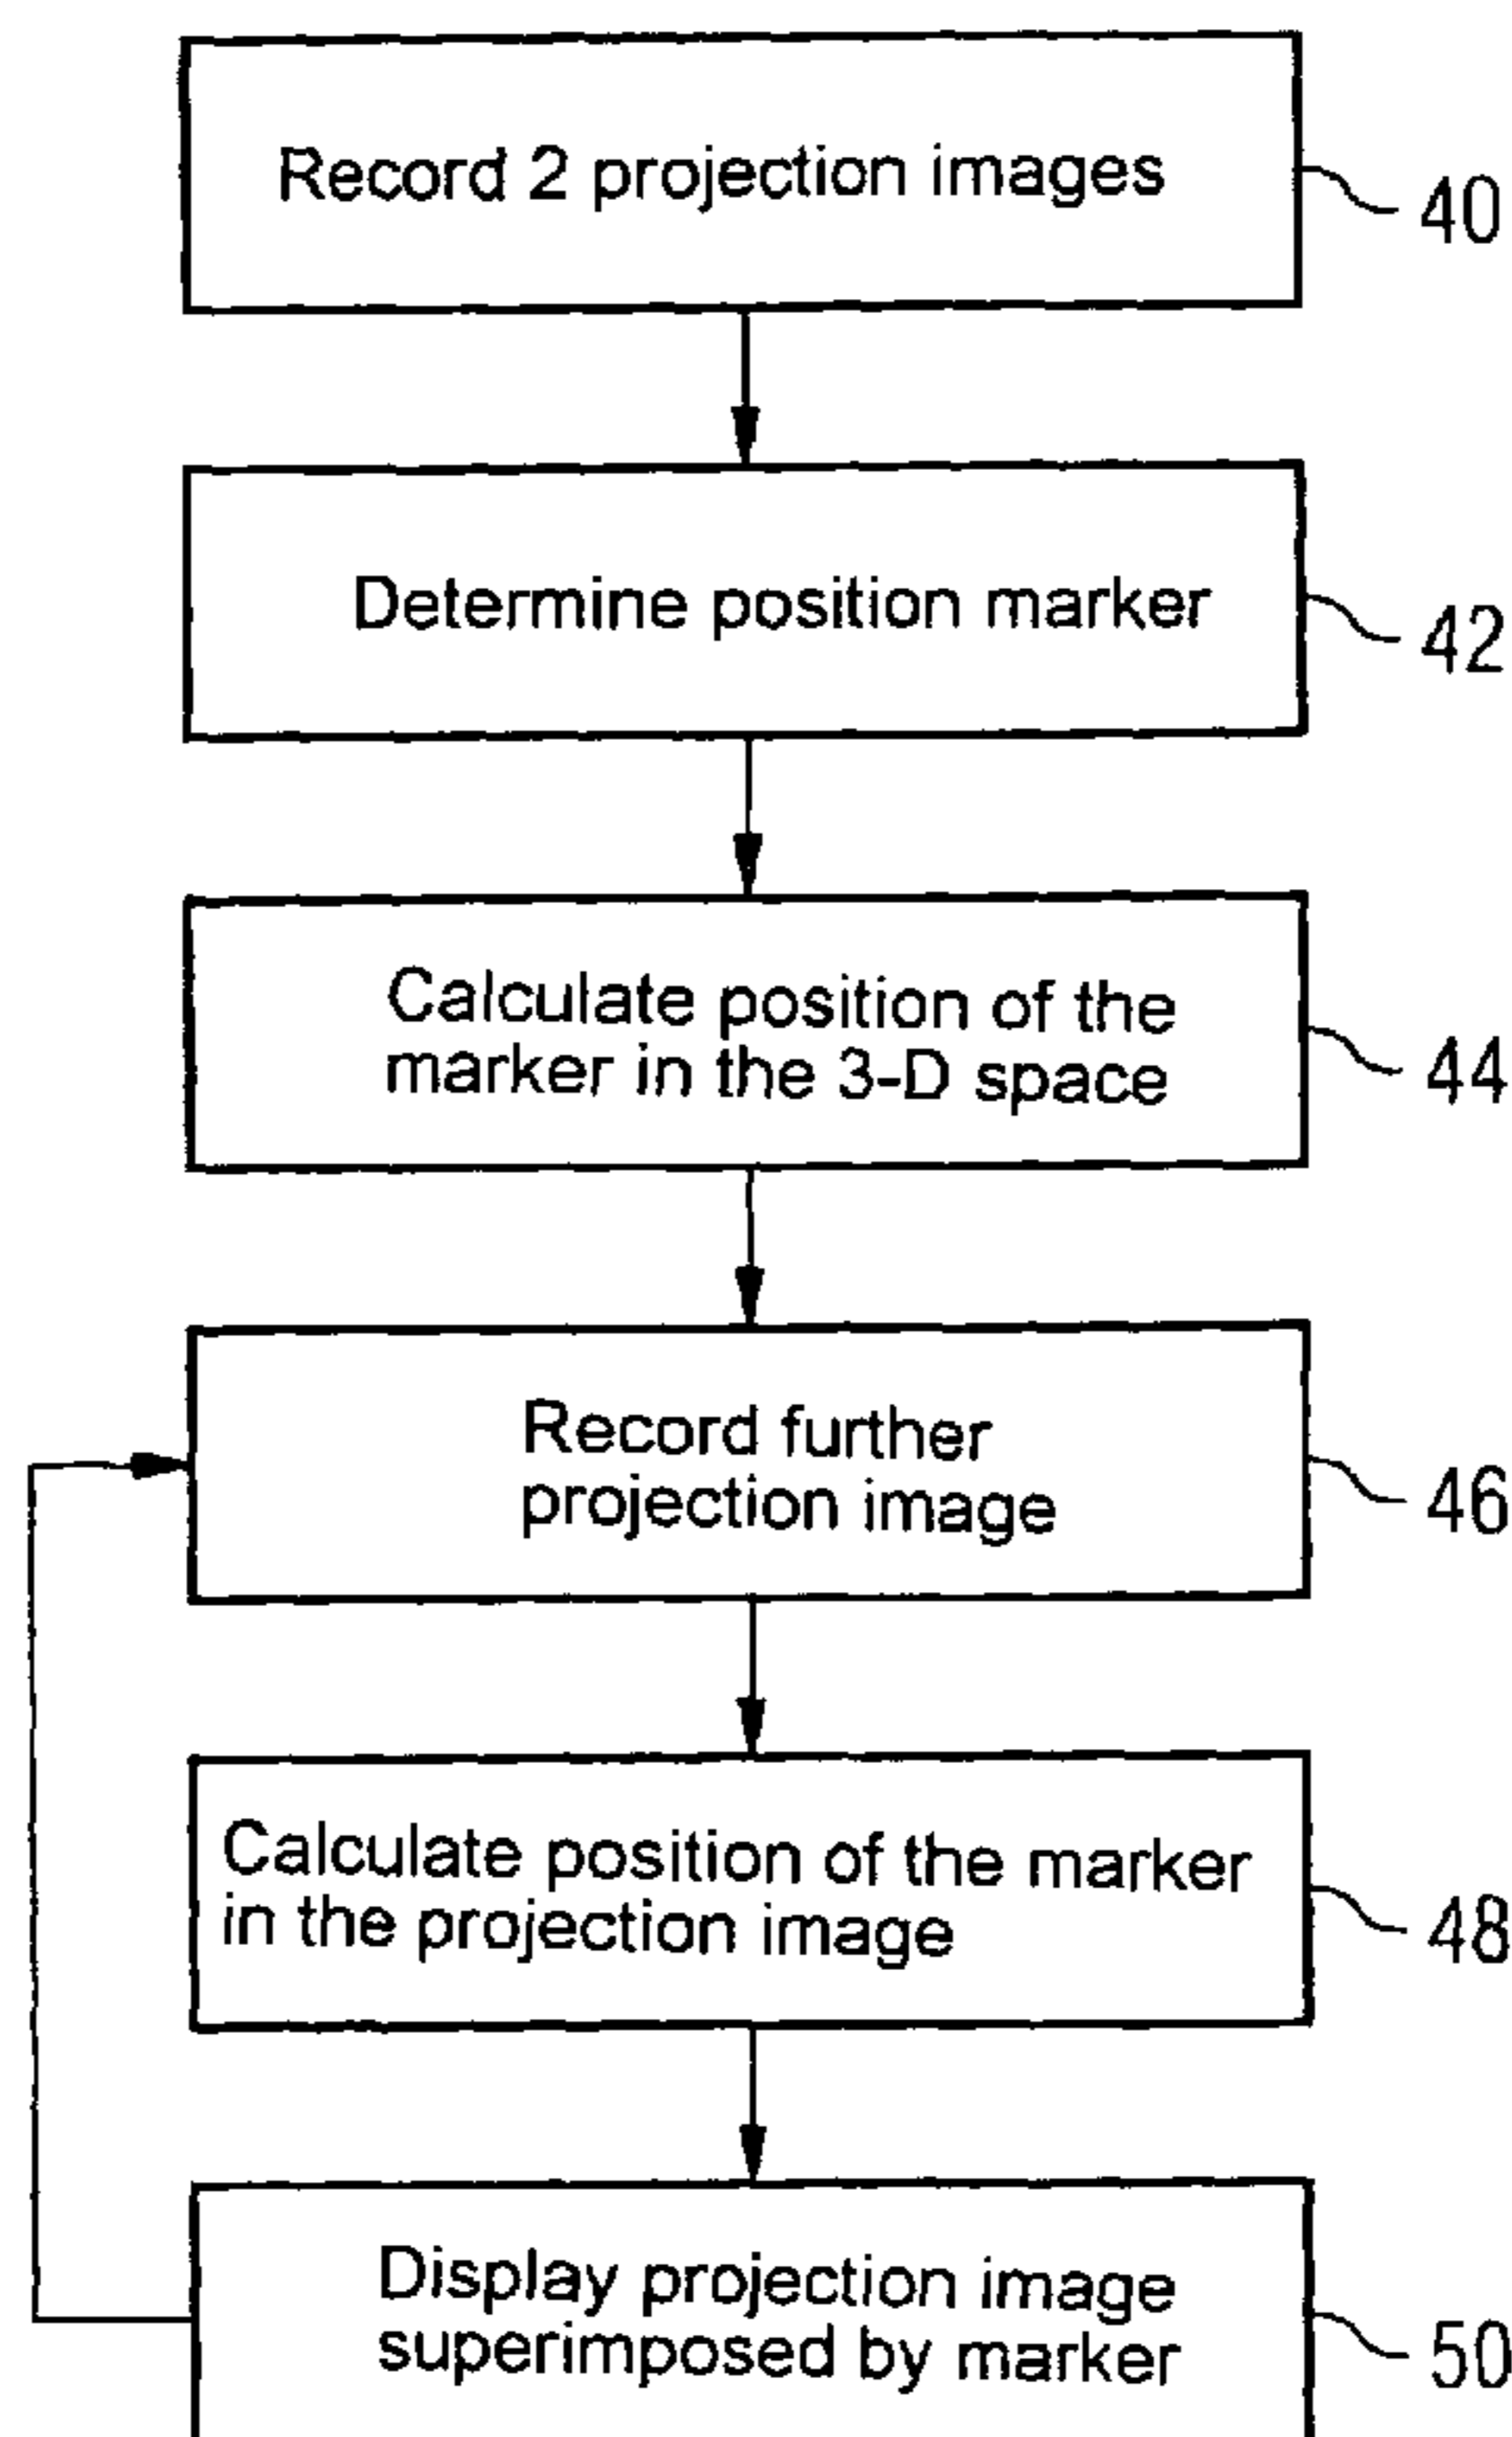 Record 2 projection images
40
Determine position marker
42
Calculate position of the
marker in the 3-D space
44
Record further
projection image
46
Calculate position of the marker
in the projection image
48
Display projection image
superimposed by marker
50